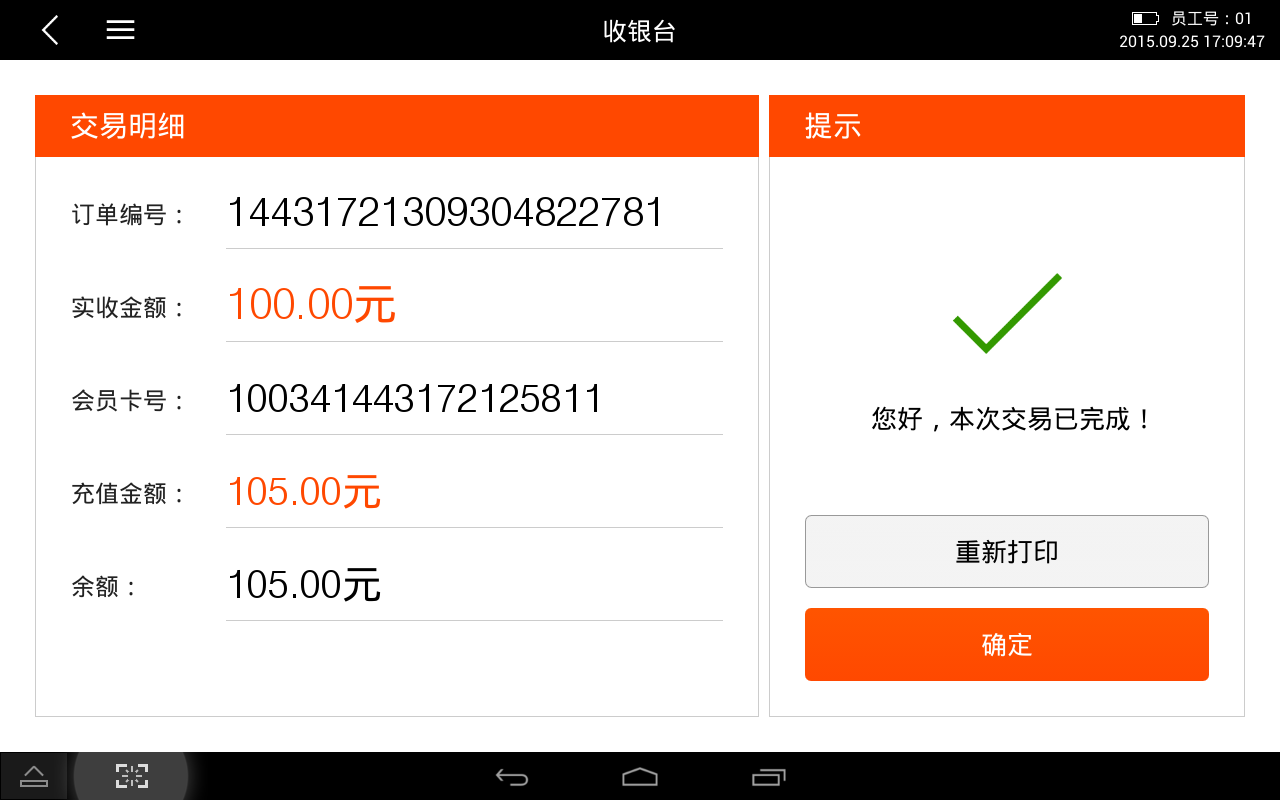 收银台
员工号：01
2015.09.25 17:09:47
交易明细
订单编号： 14431721309304822781
实收金额： 100.00元
会员卡号： 100341443172125811
充值金额： 105.00元
余额： 105.00元
提示
您好，本次交易已完成！
重新打印
确定